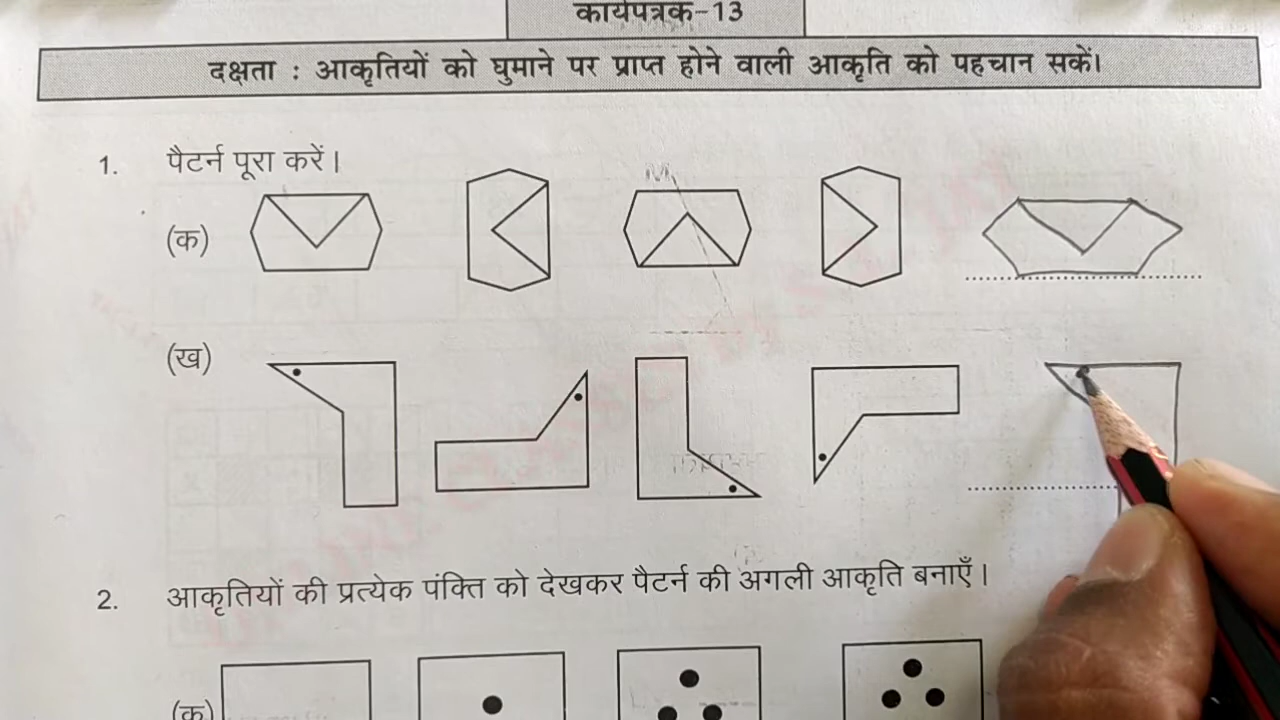 कार्यपत्रक-13
दक्षता : आकृतियों को घुमाने पर प्राप्त होने वाली आकृति को पहचान सकें।
1. पैटर्न पूरा करें।
(क)
(ख)
2. आकृतियों की प्रत्येक पंक्ति को देखकर पैटर्न की अगली आकृति बनाएँ।
(क)